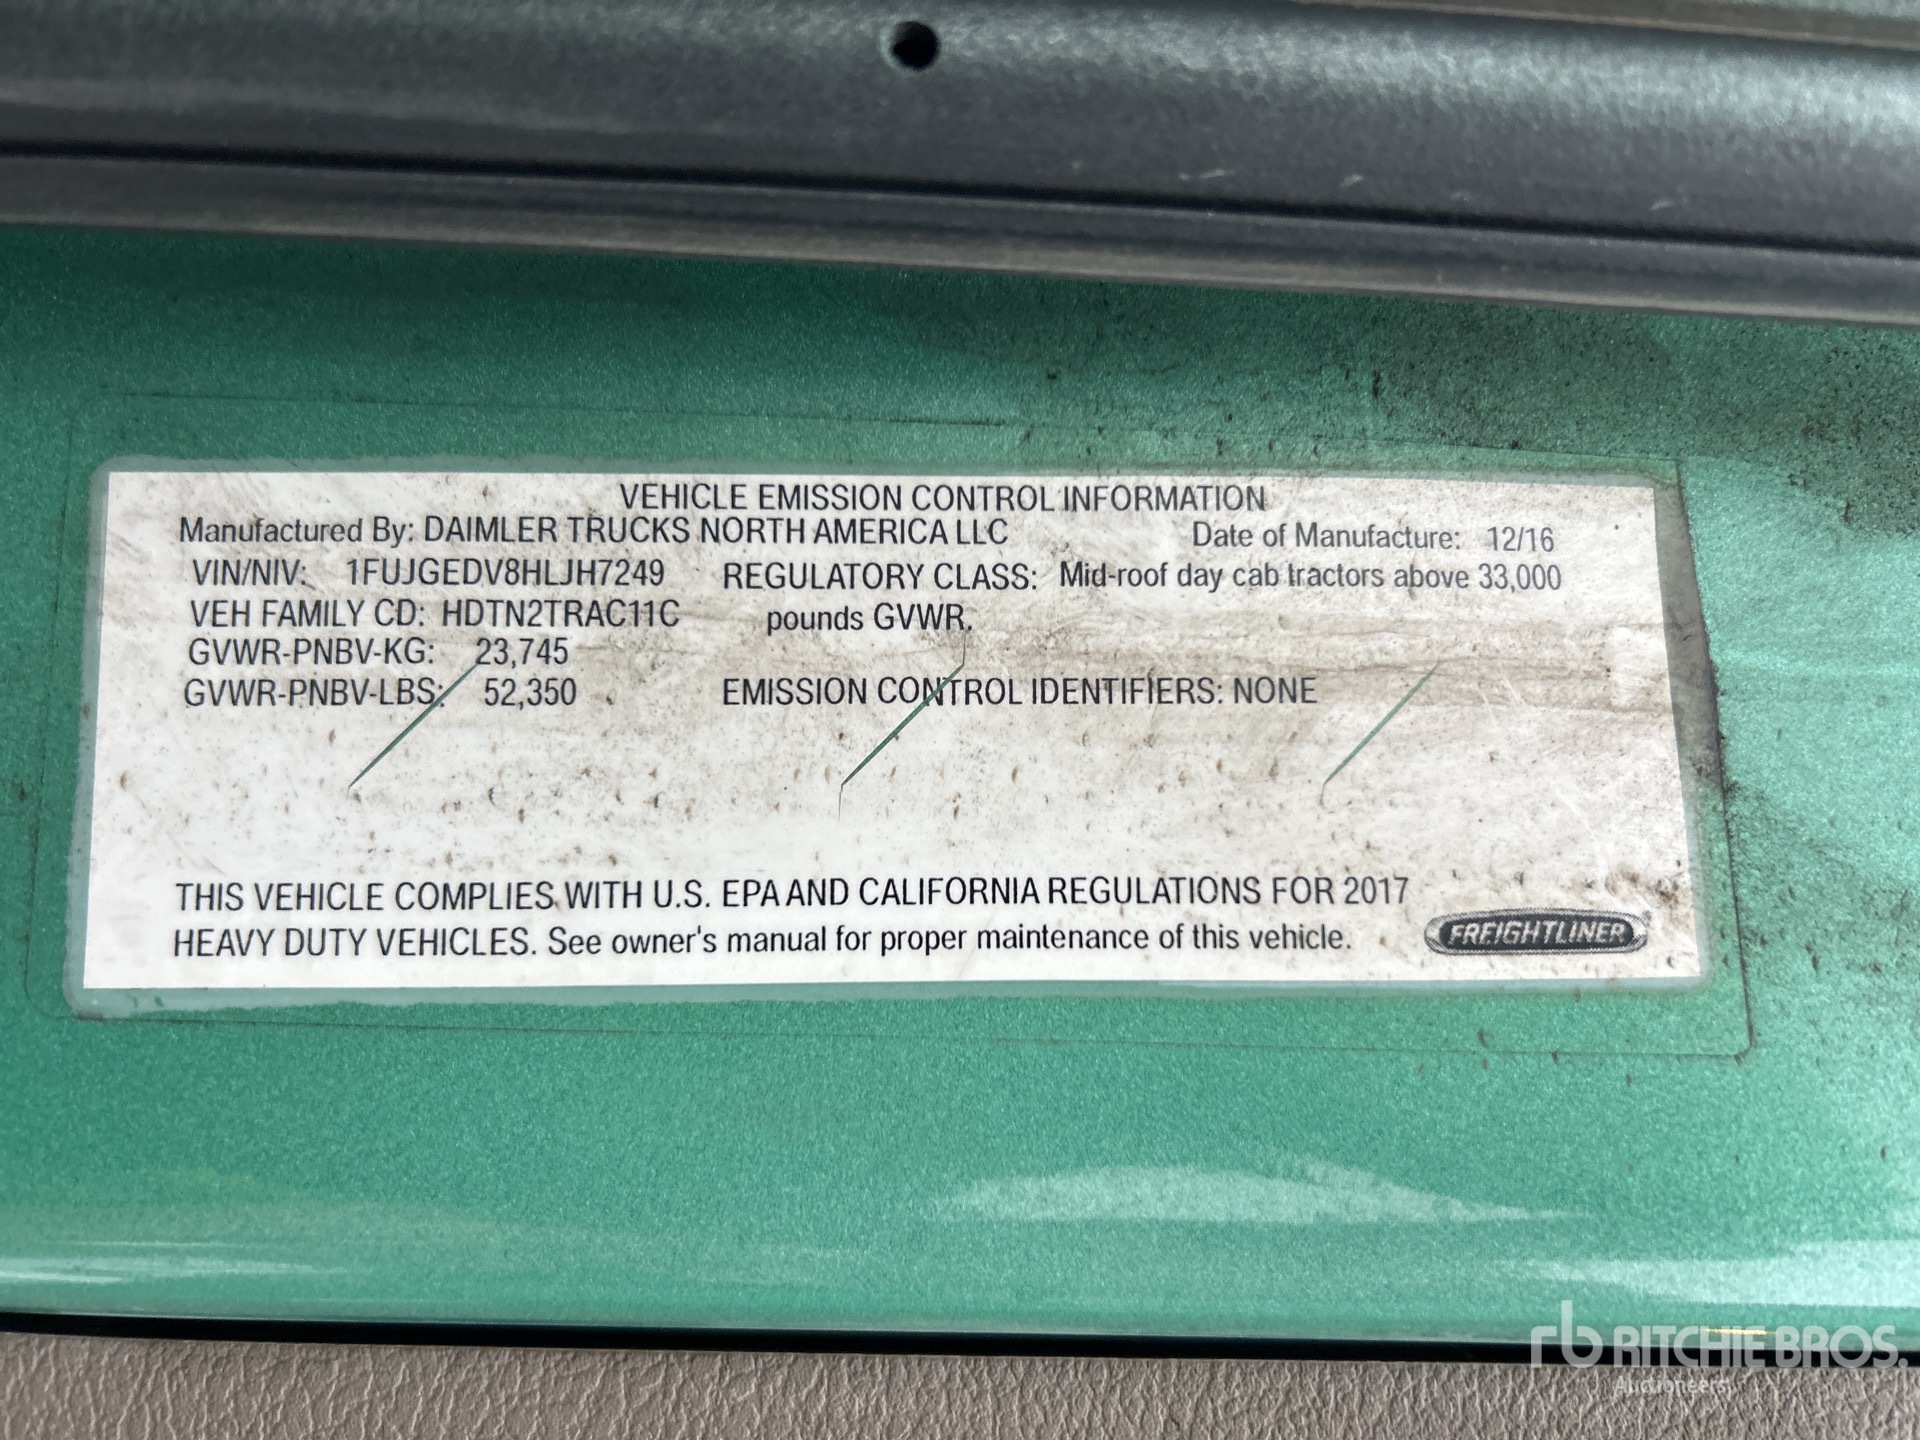 VEHICLE EMISSION CONTROL INFORMATION
Manufactured By: DAIMLER TRUCKS NORTH AMERICA LLC Date of Manufacture: 12/16
VIN/NIV: 1FUJGEDV8HLJH7249 REGULATORY CLASS: Mid-roof day cab tractors above 33,000
VEH FAMILY CD: HDTN2TRAC11C pounds GVWR.
GVWR-PNBV-KG: 23,745
GVWR-PNBV-LBS: 52,350 EMISSION CONTROL IDENTIFIERS: NONE
THIS VEHICLE COMPLIES WITH U.S. EPA AND CALIFORNIA REGULATIONS FOR 2017
HEAVY DUTY VEHICLES. See owner's manual for proper maintenance of this vehicle.
FREIGHTLINER
rb RITCHIE BROS.
Auctioneers